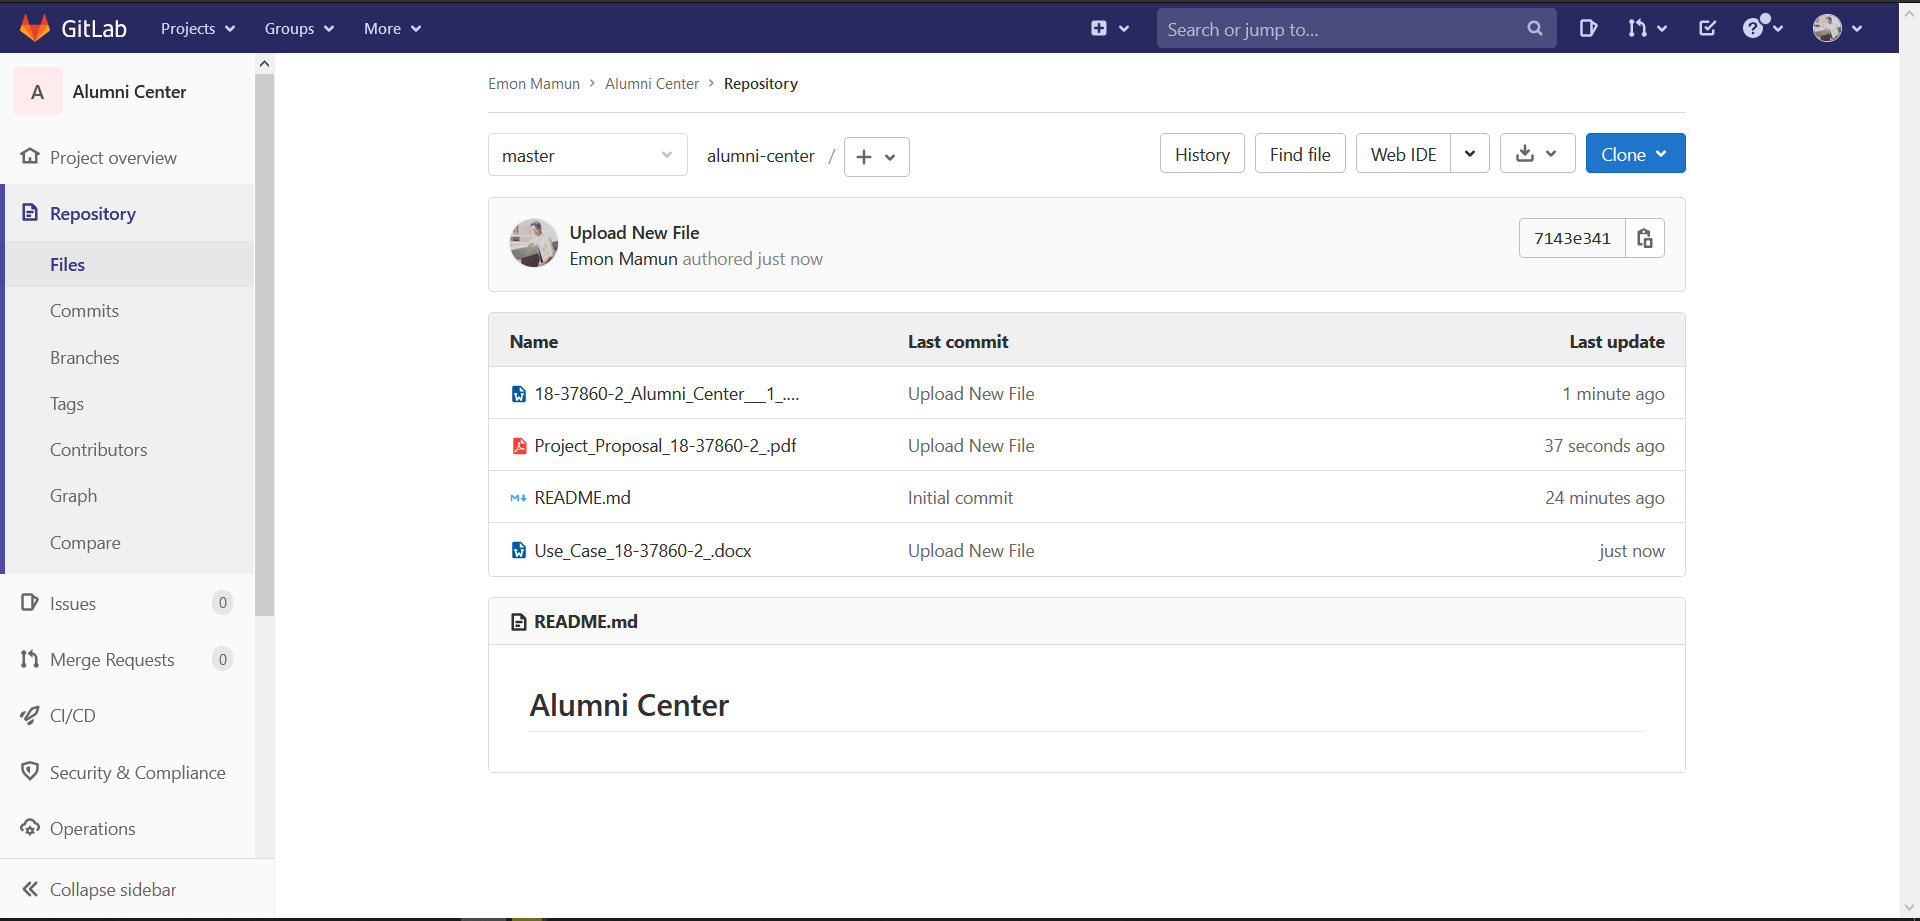 GitLab Projects Groups More Search or jump to...
A Alumni Center
Project overview
Repository
Files
Commits
Branches
Tags
Contributors
Graph
Compare
Issues 0
Merge Requests 0
CI/CD
Security & Compliance
Operations
Collapse sidebar
Emon Mamun > Alumni Center > Repository
master alumni-center / + History Find file Web IDE Clone
Upload New File
Emon Mamun authored just now
7143e341
Name Last commit Last update
18-37860-2_Alumni_Center___1_.... Upload New File 1 minute ago
Project_Proposal_18-37860-2_.pdf Upload New File 37 seconds ago
README.md Initial commit 24 minutes ago
Use_Case_18-37860-2_.docx Upload New File just now
README.md
Alumni Center